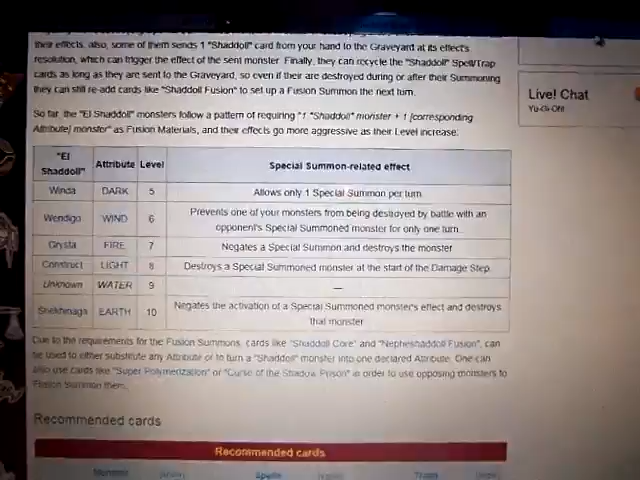 their effects, also, some of them sends 1 "Shaddoll" card from your hand to the Graveyard at its effect's
resolution, which can trigger the effect of the sent monster. Finally, they can recycle the "Shaddoll" Spell/Trap
cards as long as they are sent to the Graveyard, so even if their are destroyed during or after their Summoning
they can still re-add cards like "Shaddoll Fusion" to set up a Fusion Summon the next turn.
So far, the "El Shaddoll" monsters follow a pattern of requiring "1 "Shaddoll" monster + 1 [corresponding
Attribute] monster" as Fusion Materials, and their effects go more aggressive as their Level increase:
"El Shaddoll" Attribute Level Special Summon-related effect
Winda DARK 5 Allows only 1 Special Summon per turn
Wendigo WIND 6 Prevents one of your monsters from being destroyed by battle with an
opponent's Special Summoned monster for only one turn.
Grysta FIRE 7 Negates a Special Summon and destroys the monster
Construct LIGHT 8 Destroys a Special Summoned monster at the start of the Damage Step.
Unknown WATER 9 —
Shekhinaga EARTH 10 Negates the activation of a Special Summoned monster's effect and destroys
that monster
Due to the requirements for the Fusion Summons, cards like "Shaddoll Core" and "Nepheshaddoll Fusion", can
be used to either substitute any Attribute or to turn a "Shaddoll" monster into one declared Attribute. One can
also use cards like "Super Polymerization" or "Curse of the Shadow Prison" in order to use opposing monsters to
Fusion Summon them.
Recommended cards
Recommended cards
Monsters Spells Traps
Live! Chat
Yu-Gi-Oh!